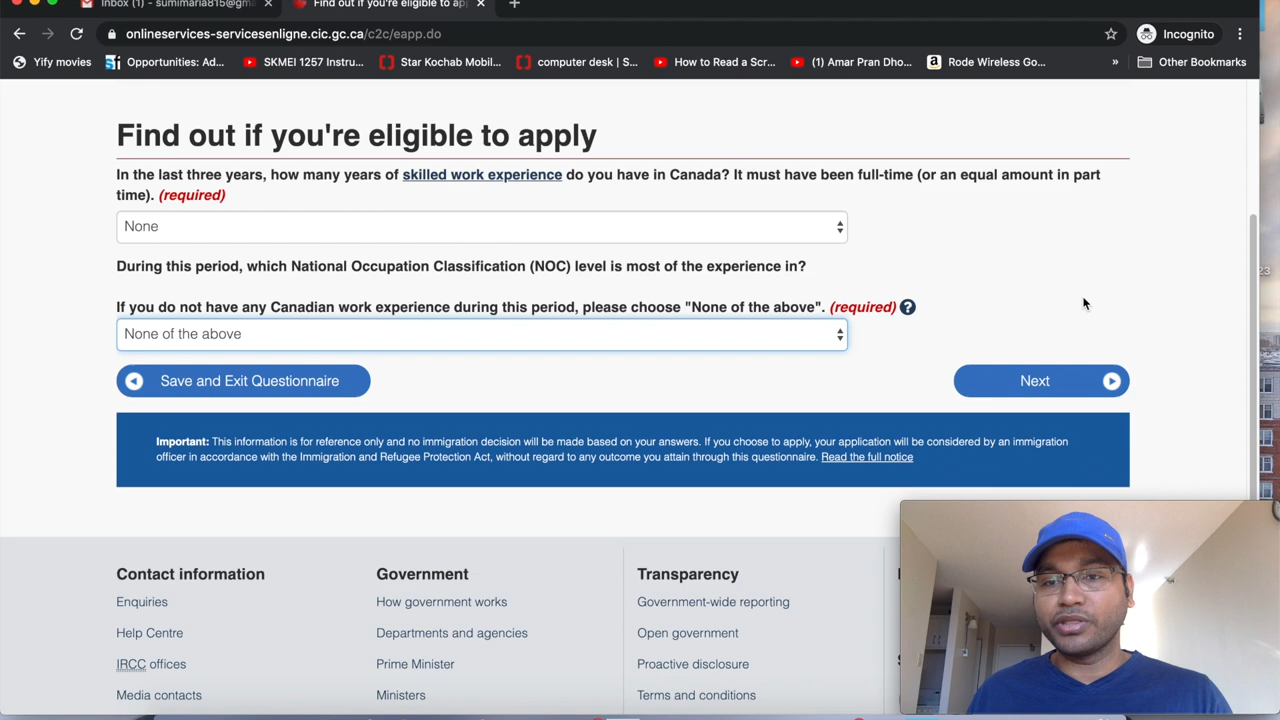 Inbox (1) - sumimaria815@gm
Find out if you're eligible to ap
onlineservices-servicesenligne.cic.gc.ca/c2c/eapp.do
Incognito
Yify movies
Opportunities: Ad...
SKMEI 1257 Instru...
Star Kochab Mobil...
computer desk | S...
How to Read a Scr...
(1) Amar Pran Dho...
Rode Wireless Go...
»
Other Bookmarks
Find out if you're eligible to apply
In the last three years, how many years of skilled work experience do you have in Canada? It must have been full-time (or an equal amount in part
time). (required)
None
During this period, which National Occupation Classification (NOC) level is most of the experience in?
If you do not have any Canadian work experience during this period, please choose "None of the above". (required) ?
None of the above
Save and Exit Questionnaire
Next
Important: This information is for reference only and no immigration decision will be made based on your answers. If you choose to apply, your application will be considered by an immigration
officer in accordance with the Immigration and Refugee Protection Act, without regard to any outcome you attain through this questionnaire. Read the full notice
Contact information
Government
Transparency
Enquiries
How government works
Government-wide reporting
Help Centre
Departments and agencies
Open government
IRCC offices
Prime Minister
Proactive disclosure
Media contacts
Ministers
Terms and conditions